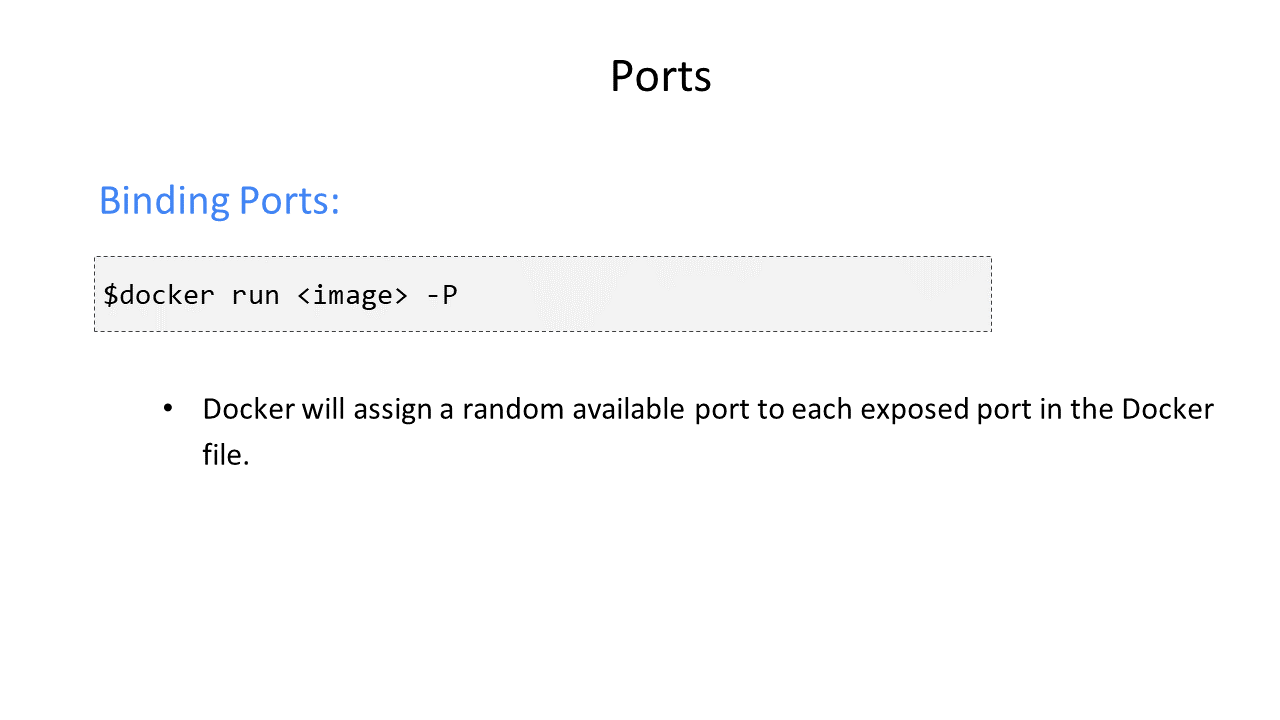 Ports
Binding Ports:
$docker run <image> -P
• Docker will assign a random available port to each exposed port in the Docker
file.